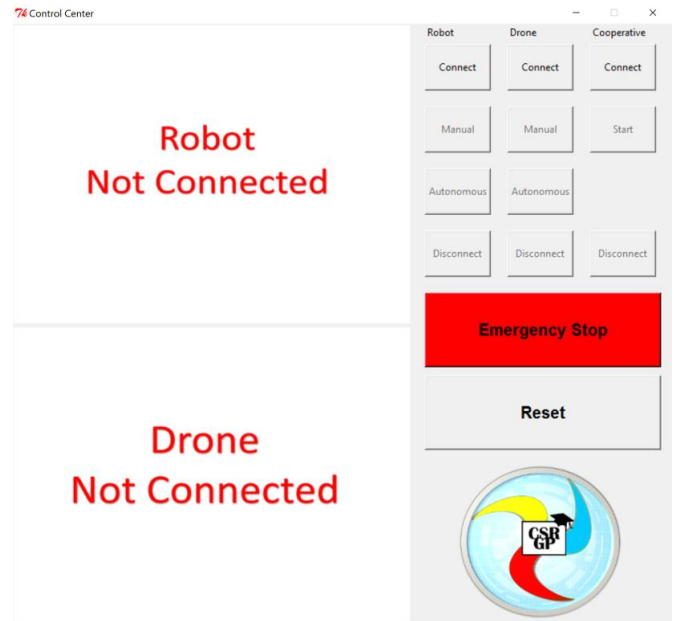 Control Center
Robot Drone Cooperative
Connect Connect Connect
Manual Manual Start
Autonomous Autonomous
Disconnect Disconnect Disconnect
Emergency Stop
Reset
Robot
Not Connected
Drone
Not Connected
CSR
GP